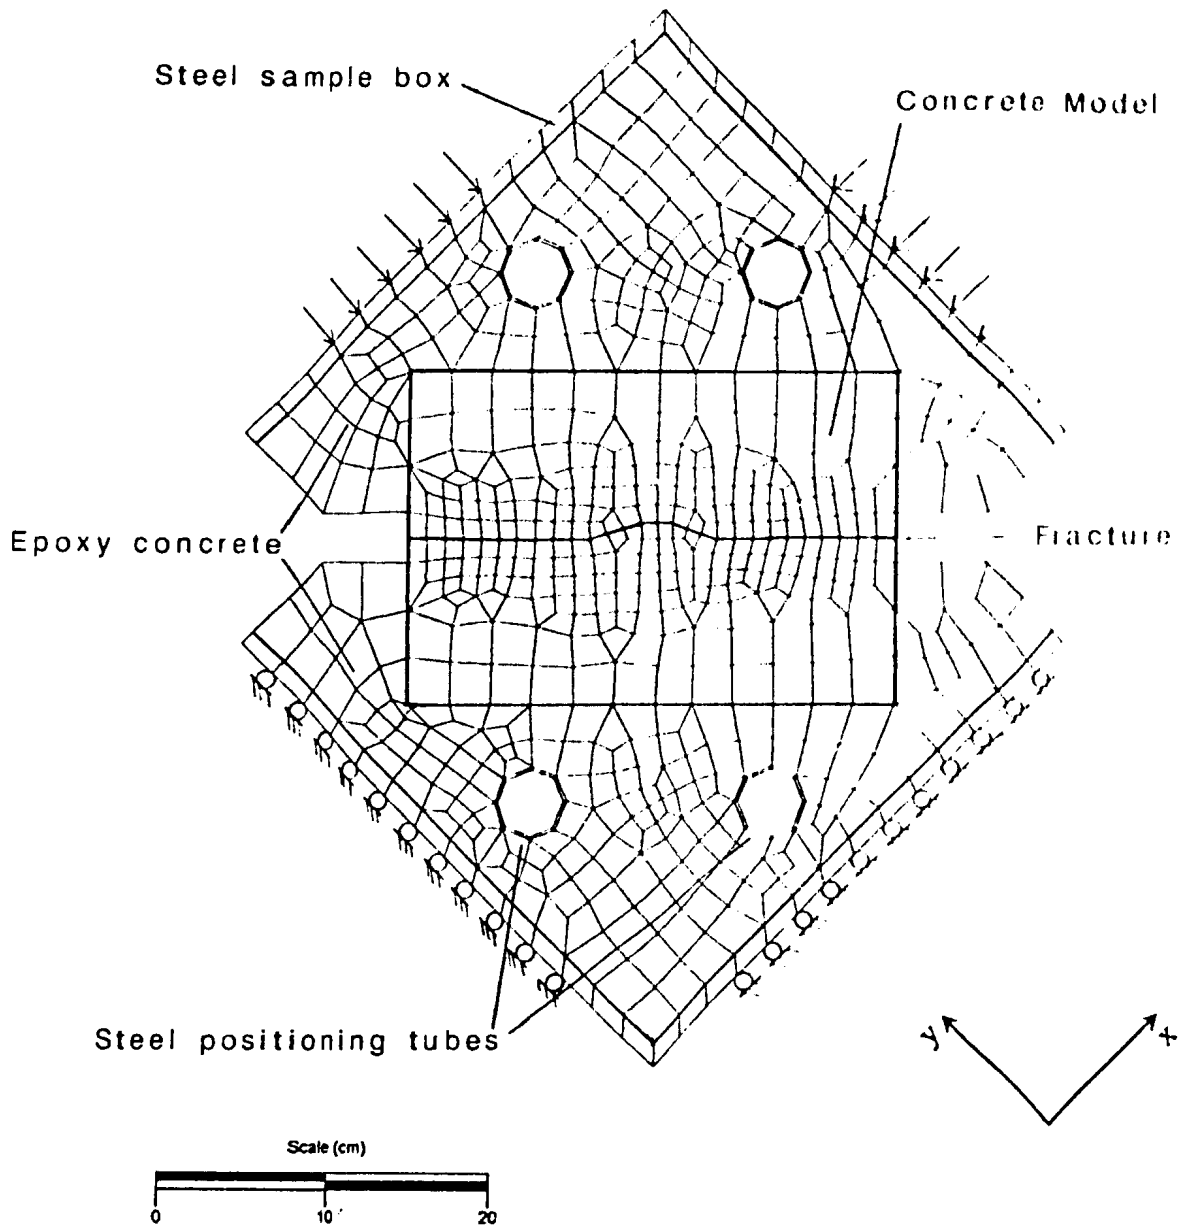 Steel sample box
Concrete Model
Epoxy concrete
Fracture
Steel positioning tubes
y
x
Scale (cm)
0
10
20